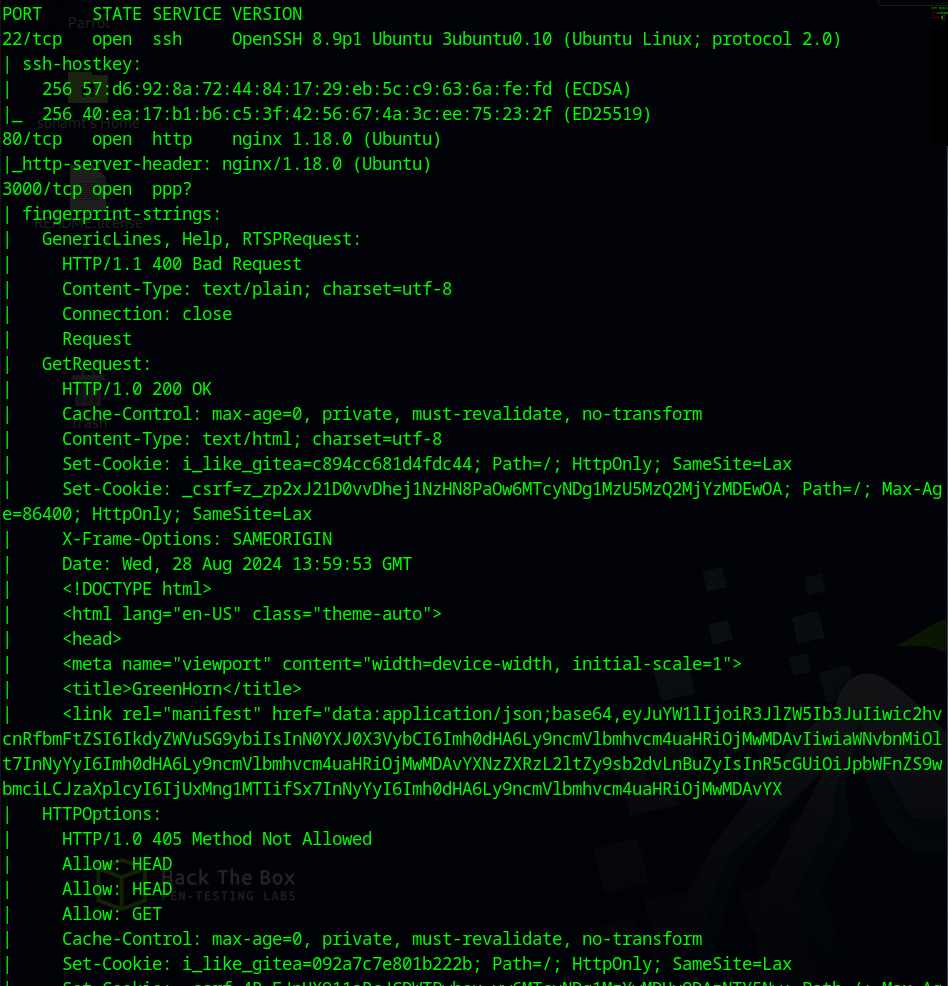 PORT     STATE SERVICE VERSION
22/tcp   open  ssh     OpenSSH 8.9p1 Ubuntu 3ubuntu0.10 (Ubuntu Linux; protocol 2.0)
| ssh-hostkey:
|   256 57:d6:92:8a:72:44:84:17:29:eb:5c:c9:63:6a:fe:fd (ECDSA)
|_  256 40:ea:17:b1:b6:c5:3f:42:56:67:4a:3c:ee:75:23:2f (ED25519)
80/tcp   open  http    nginx 1.18.0 (Ubuntu)
|_http-server-header: nginx/1.18.0 (Ubuntu)
3000/tcp open  ppp?
| fingerprint-strings:
|   GenericLines, Help, RTSPRequest:
|     HTTP/1.1 400 Bad Request
|     Content-Type: text/plain; charset=utf-8
|     Connection: close
|     Request
|   GetRequest:
|     HTTP/1.0 200 OK
|     Cache-Control: max-age=0, private, must-revalidate, no-transform
|     Content-Type: text/html; charset=utf-8
|     Set-Cookie: i_like_gitea=c894cc681d4fdc44; Path=/; HttpOnly; SameSite=Lax
|     Set-Cookie: _csrf=z_zp2xJ21D0vvDhej1NzHN8PaOw6MTcyNDg1MzU5MzQ2MjYzMDEwOA; Path=/; Max-Ag
e=86400; HttpOnly; SameSite=Lax
|     X-Frame-Options: SAMEORIGIN
|     Date: Wed, 28 Aug 2024 13:59:53 GMT
|     <!DOCTYPE html>
|     <html lang="en-US" class="theme-auto">
|     <head>
|     <meta name="viewport" content="width=device-width, initial-scale=1">
|     <title>GreenHorn</title>
|     <link rel="manifest" href="data:application/json;base64,eyJuYW1lIjoiR3JlZW5Ib3JuIiwic2hv
cnRfbmFtZSI6IkdyZWVuSG9ybiIsInN0YXJ0X3VybCI6Imh0dHA6Ly9ncmVlbmhvcm4uaHRiOjMwMDAvIiwiaWNvbnMiOl
t7InNyYyI6Imh0dHA6Ly9ncmVlbmhvcm4uaHRiOjMwMDAvYXNzZXRzL2ltZy9sb2dvLnBuZyIsInR5cGUiOiJpbWFnZS9w
bmciLCJzaXplcyI6IjUxMng1MTIifSx7InNyYyI6Imh0dHA6Ly9ncmVlbmhvcm4uaHRiOjMwMDAvYX
|   HTTPOptions:
|     HTTP/1.0 405 Method Not Allowed
|     Allow: HEAD
|     Allow: HEAD
|     Allow: GET
|     Cache-Control: max-age=0, private, must-revalidate, no-transform
|     Set-Cookie: i_like_gitea=092a7c7e801b222b; Path=/; HttpOnly; SameSite=Lax
Parrot
README.license
Trash
Hack The Box
PEN-TESTING LABS